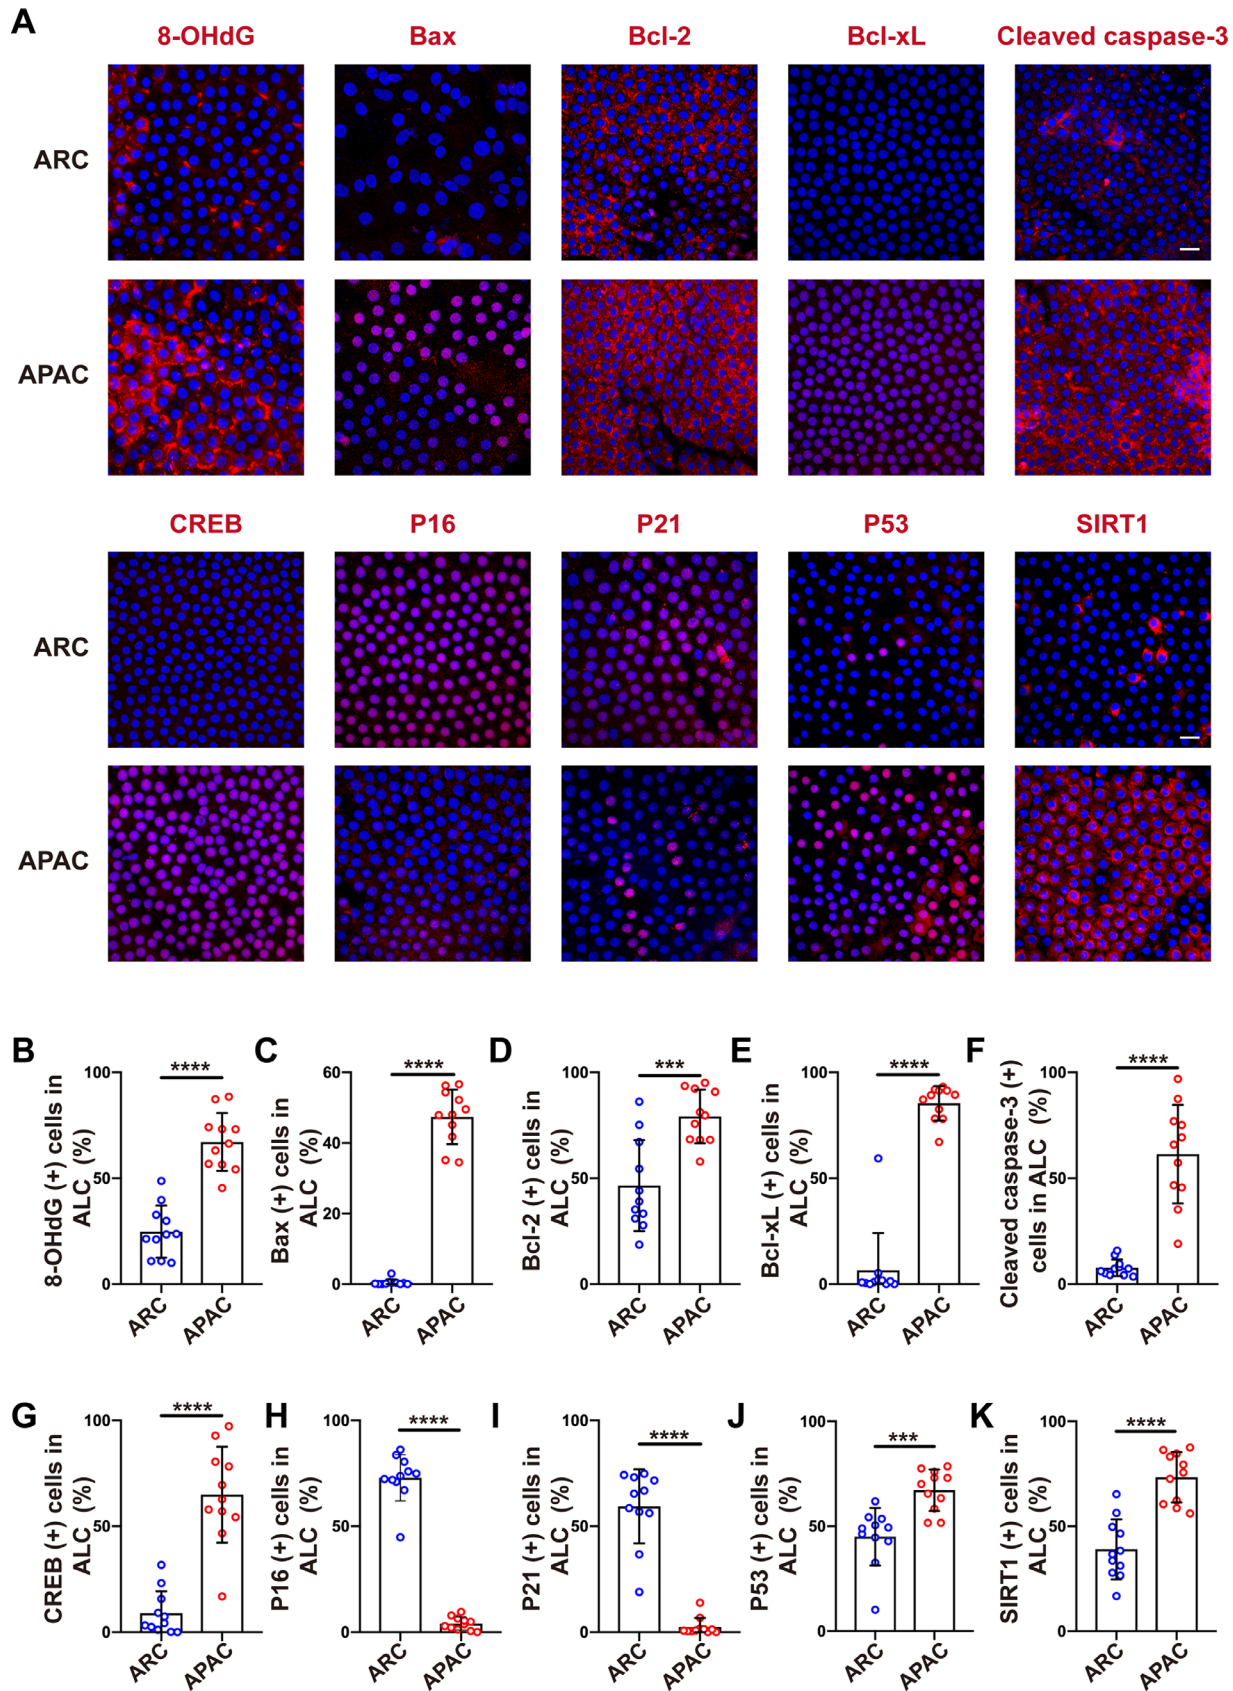 A
8-OHdG Bax Bcl-2 Bcl-xL Cleaved caspase-3
ARC
APAC
CREB P16 P21 P53 SIRT1
ARC
APAC
B
8-OHdG (+) cells in
ALC (%)
100
50
0
****
ARC
APAC
C
Bax (+) cells in
ALC (%)
60
40
20
0
****
ARC
APAC
D
Bcl-2 (+) cells in
ALC (%)
100
50
0
***
ARC
APAC
E
Bcl-xL (+) cells in
ALC (%)
100
50
0
****
ARC
APAC
F
Cleaved caspase-3 (+)
cells in ALC (%)
100
50
0
****
ARC
APAC
G
CREB (+) cells in
ALC (%)
100
50
0
****
ARC
APAC
H
P16 (+) cells in
ALC (%)
100
50
0
****
ARC
APAC
I
P21 (+) cells in
ALC (%)
100
50
0
****
ARC
APAC
J
P53 (+) cells in
ALC (%)
100
50
0
***
ARC
APAC
K
SIRT1 (+) cells in
ALC (%)
100
50
0
****
ARC
APAC